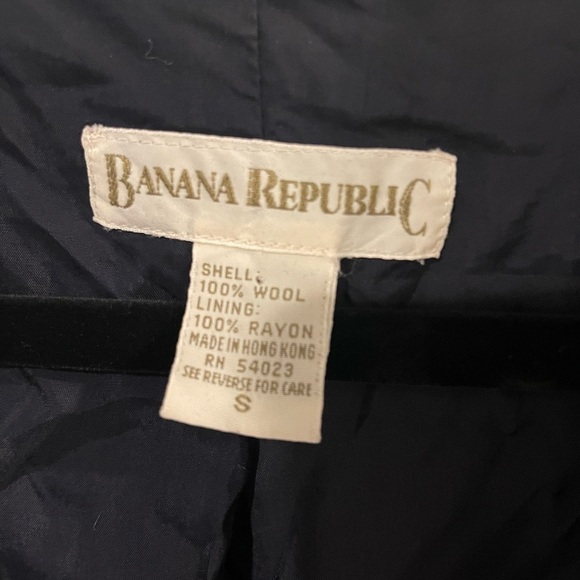 BANANA REPUBLIC
SHELL:
100% WOOL
LINING:
100% RAYON
MADE IN HONG KONG
RN 54023
SEE REVERSE FOR CARE
S